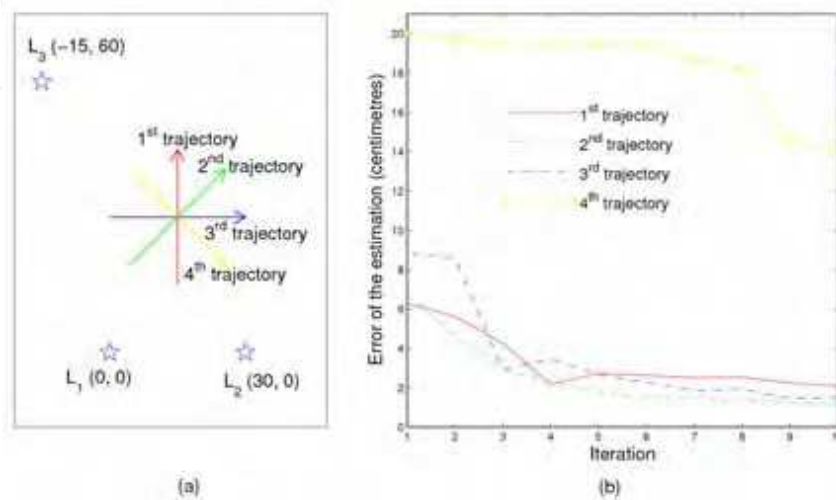 L3 (−15, 60)
1st trajectory
2nd trajectory
3rd trajectory
4th trajectory
L1 (0, 0)
L2 (30, 0)
(a)
Error of the estimation (centimetres)
20
18
16
14
12
10
8
6
4
2
0
1st trajectory
2nd trajectory
3rd trajectory
4th trajectory
1 2 3 4 5 6 7 8 9
Iteration
(b)